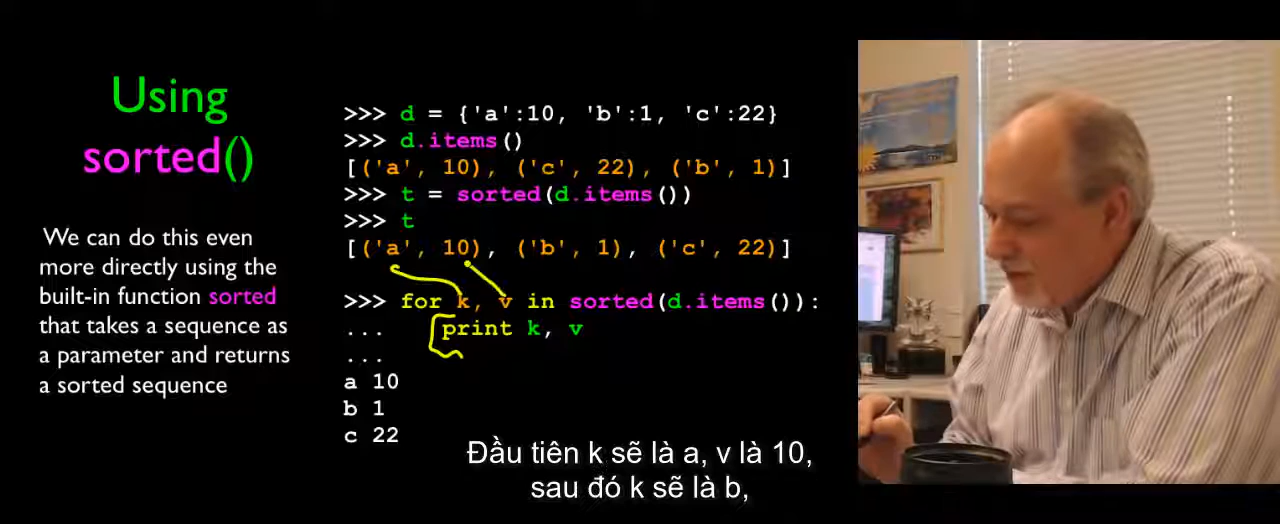 Using
sorted()
We can do this even
more directly using the
built-in function sorted
that takes a sequence as
a parameter and returns
a sorted sequence
>>> d = {'a':10, 'b':1, 'c':22}
>>> d.items()
[('a', 10), ('c', 22), ('b', 1)]
>>> t = sorted(d.items())
>>> t
[('a', 10), ('b', 1), ('c', 22)]
>>> for k, v in sorted(d.items()):
... print k, v
...
a 10
b 1
c 22
Đầu tiên k sẽ là a, v là 10,
sau đó k sẽ là b,